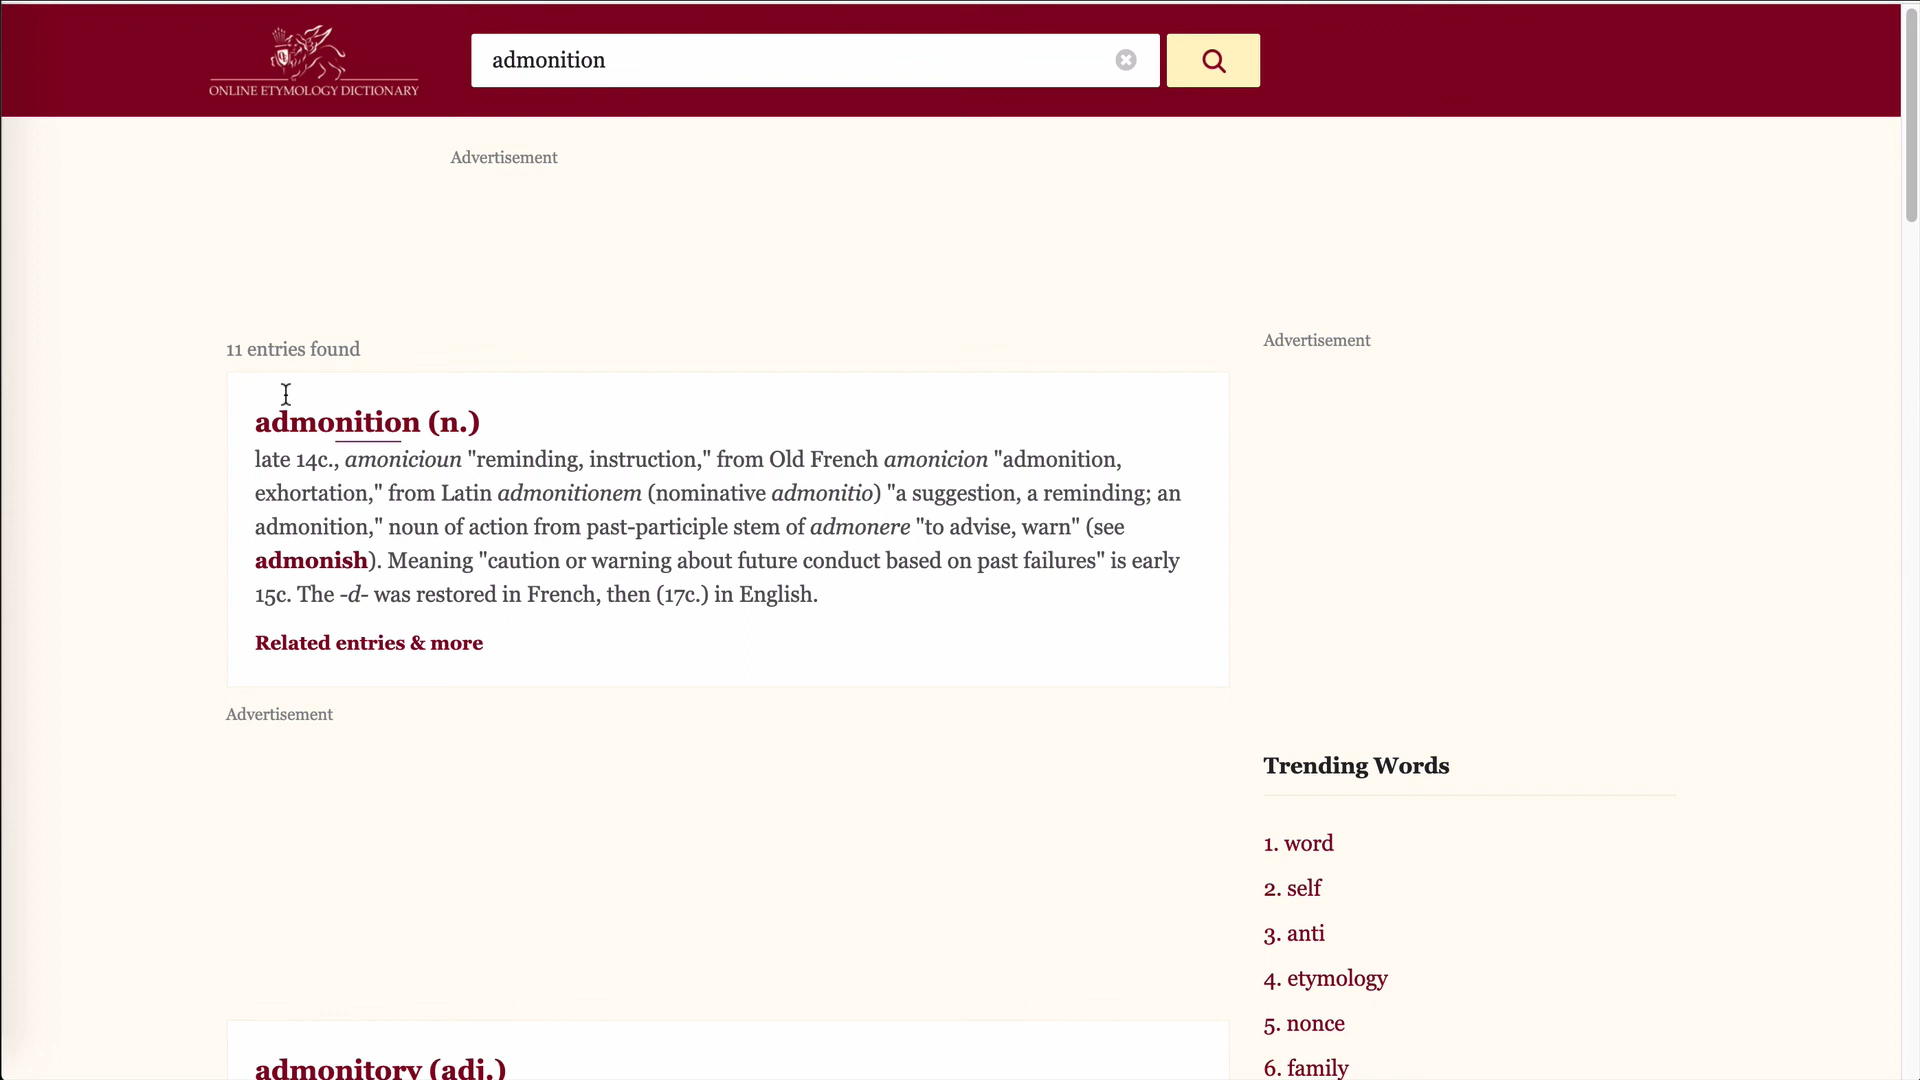 ONLINE ETYMOLOGY DICTIONARY
admonition
Advertisement
11 entries found
Advertisement
admonition (n.)
late 14c., amonicioun "reminding, instruction," from Old French amonicion "admonition,
exhortation," from Latin admonitionem (nominative admonitio) "a suggestion, a reminding; an
admonition," noun of action from past-participle stem of admonere "to advise, warn" (see
admonish). Meaning "caution or warning about future conduct based on past failures" is early
15c. The -d- was restored in French, then (17c.) in English.
Related entries & more
Advertisement
Trending Words
1. word
2. self
3. anti
4. etymology
5. nonce
6. family
admonitory (adj.)